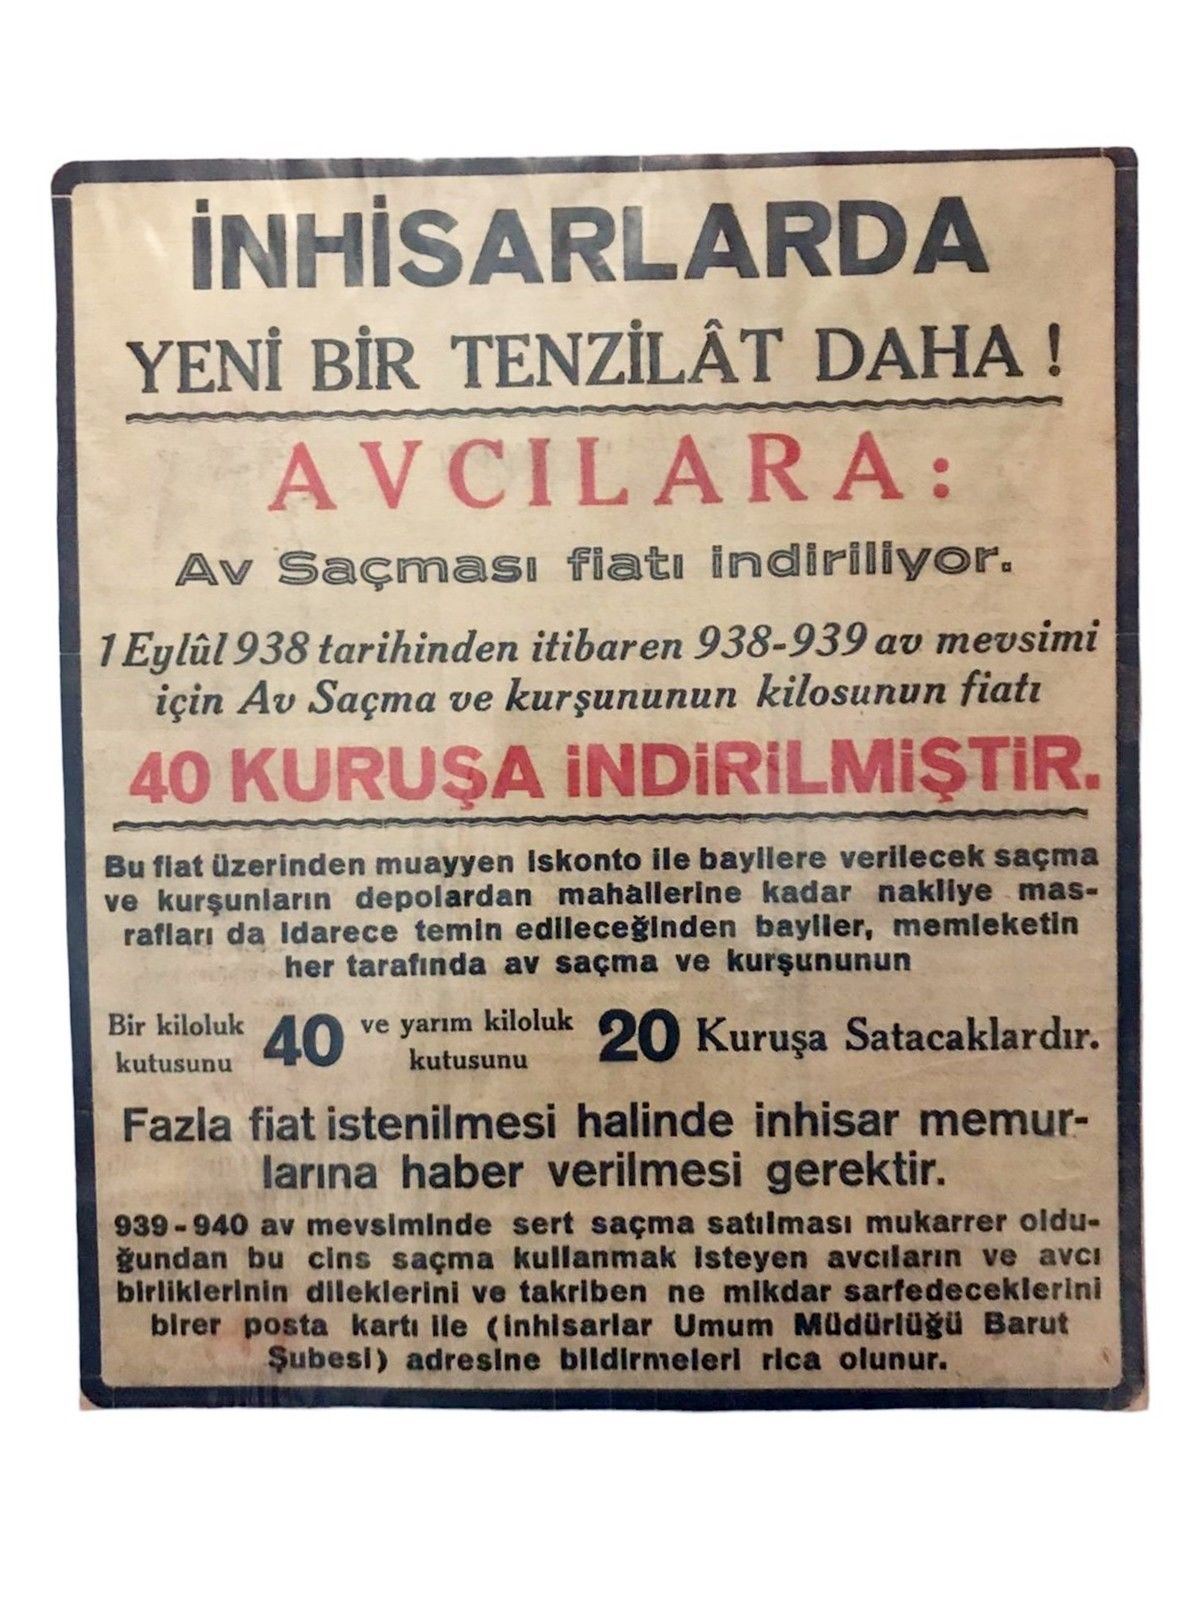 İNHİSARLARDA
YENİ BİR TENZİLÂT DAHA !
AVCILARA:
Av Saçması fiatı indiriliyor.
1 Eylûl 938 tarihinden itibaren 938-939 av mevsimi
için Av Saçma ve kurşununun kilosunun fiatı
40 KURUŞA İNDİRİLMİŞTİR.
Bu fiat üzerinden muayyen iskonto ile bayilere verilecek saçma
ve kurşunların depolardan mahallerine kadar nakliye mas-
rafları da idarece temin edileceğinden bayiler, memleketin
her tarafında av saçma ve kurşununun
Bir kiloluk kutusunu 40 ve yarım kiloluk kutusunu 20 Kuruşa Satacaklardır.
Fazla fiat istenilmesi halinde inhisar memur-
larına haber verilmesi gerektir.
939-940 av mevsiminde sert saçma satılması mukarrer oldu-
ğundan bu cins saçma kullanmak isteyen avcıların ve avcı
birliklerinin dileklerini ve takriben ne mikdar sarfedeceklerini
birer posta kartı ile (inhisarlar Umum Müdürlüğü Barut
Şubesi) adresine bildirmeleri rica olunur.